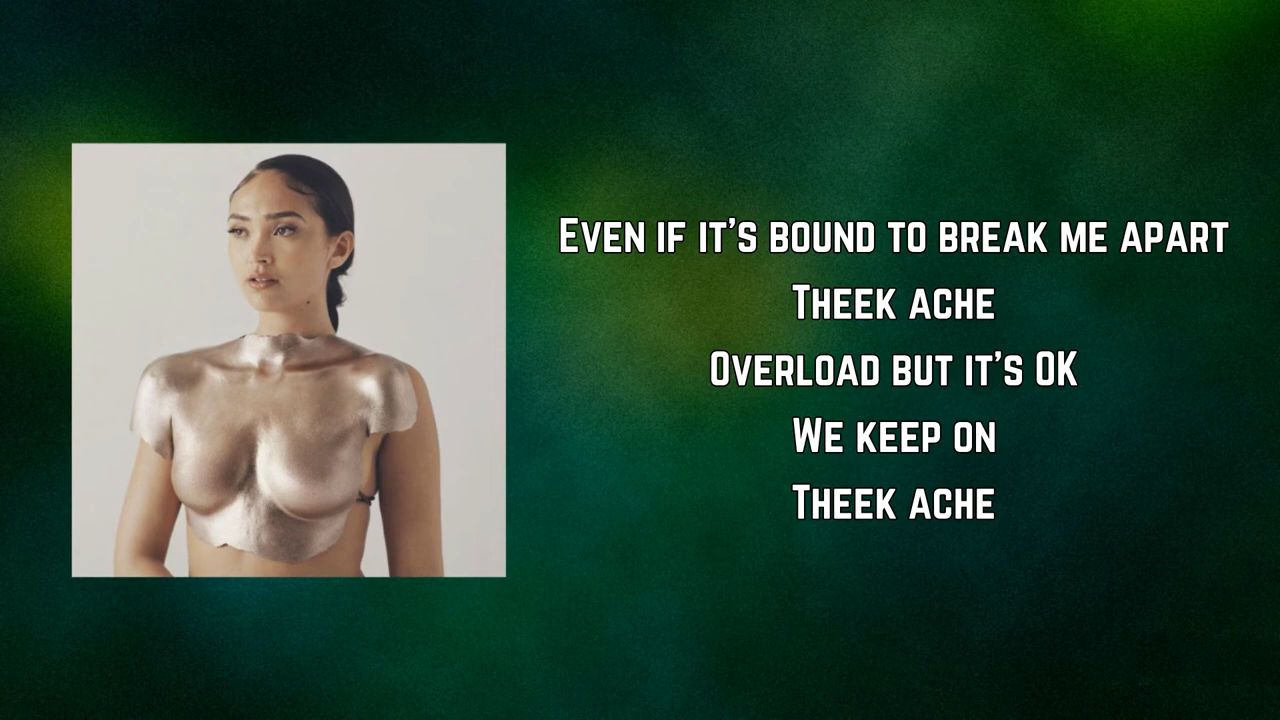 Even if it's bound to break me apart
Theek ache
Overload but it's OK
We keep on
Theek ache